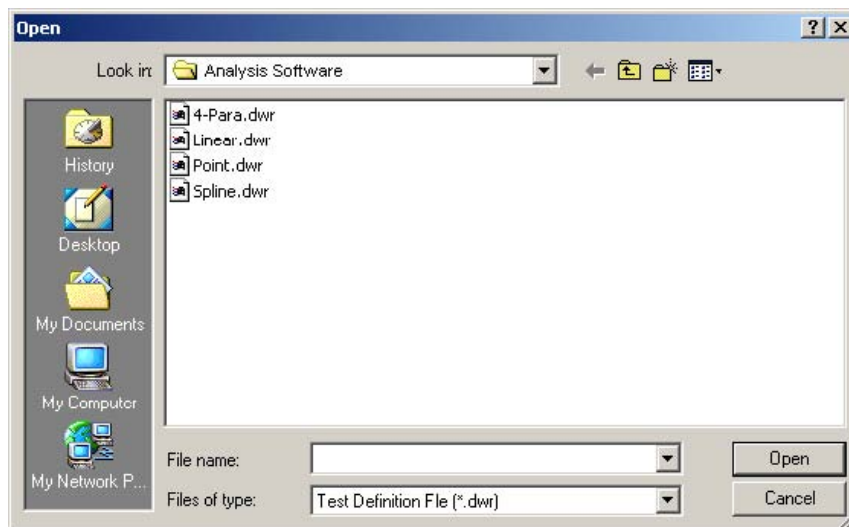 Open
Look in:
Analysis Software
4-Para.dwr
Linear.dwr
Point.dwr
Spline.dwr
History
Desktop
My Documents
My Computer
My Network P...
File name:
Open
Files of type:
Test Definition Fle (*.dwr)
Cancel